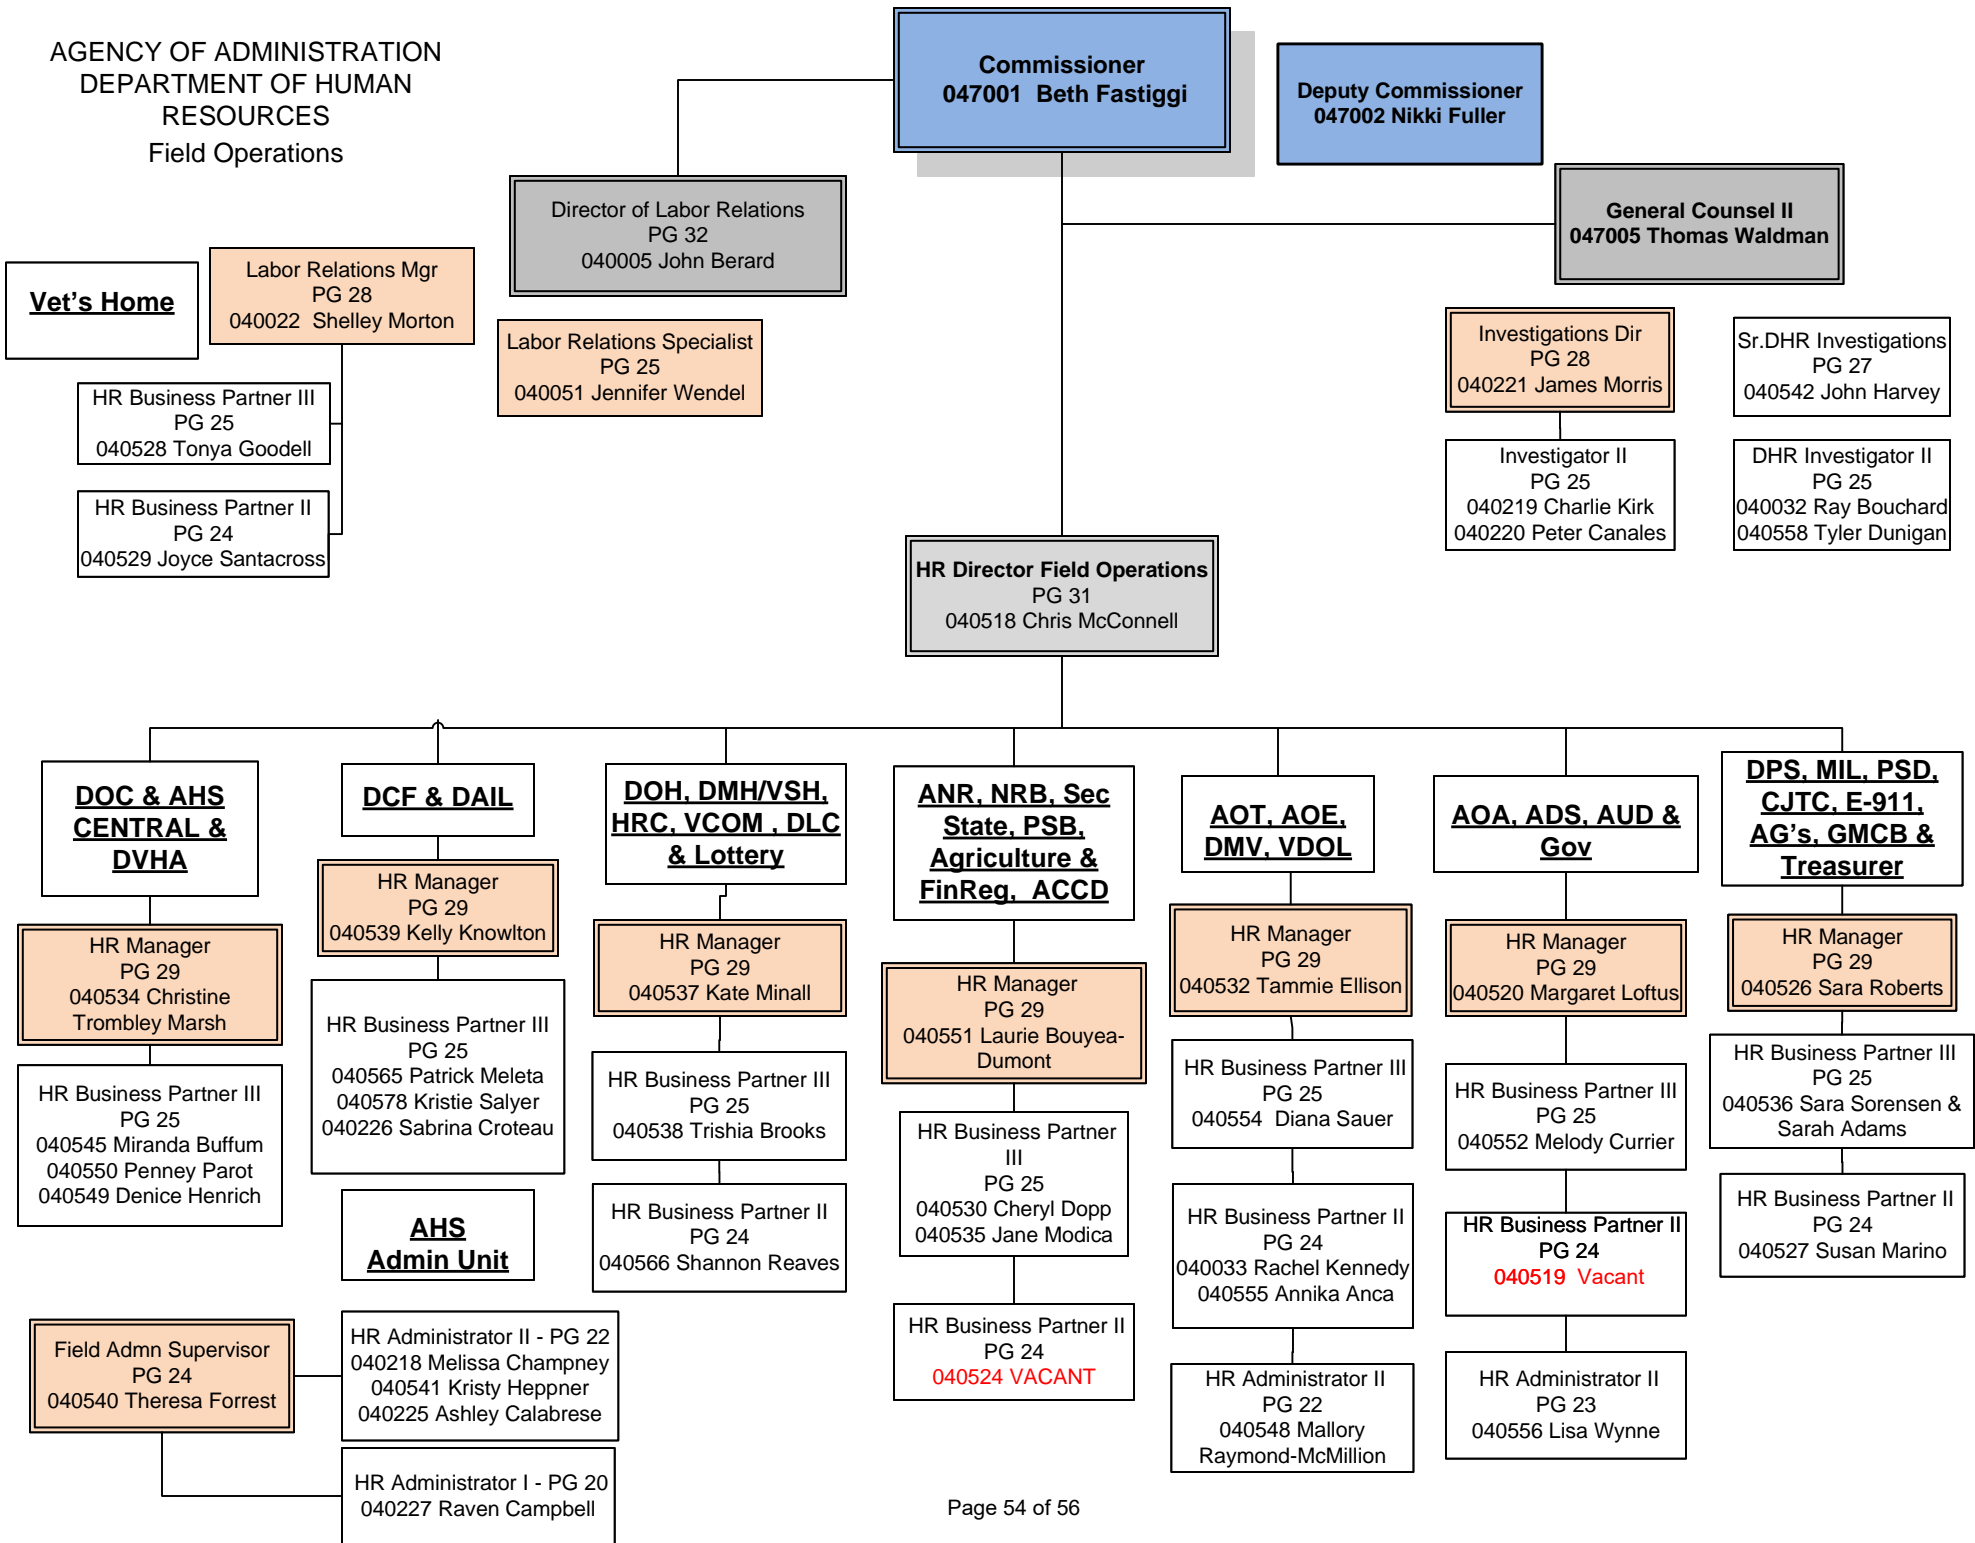 AGENCY OF ADMINISTRATION
DEPARTMENT OF HUMAN
RESOURCES
Field Operations
Commissioner
047001  Beth Fastiggi
Deputy Commissioner
047002 Nikki Fuller
Director of Labor Relations
PG 32
040005 John Berard
General Counsel II
047005 Thomas Waldman
Vet's Home
Labor Relations Mgr
PG 28
040022  Shelley Morton
Labor Relations Specialist
PG 25
040051 Jennifer Wendel
HR Business Partner III
PG 25
040528 Tonya Goodell
HR Business Partner II
PG 24
040529 Joyce Santacross
Investigations Dir
PG 28
040221 James Morris
Sr.DHR Investigations
PG 27
040542 John Harvey
Investigator II
PG 25
040219 Charlie Kirk
040220 Peter Canales
DHR Investigator II
PG 25
040032 Ray Bouchard
040558 Tyler Dunigan
HR Director Field Operations
PG 31
040518 Chris McConnell
DOC & AHS
CENTRAL &
DVHA
HR Manager
PG 29
040534 Christine
Trombley Marsh
HR Business Partner III
PG 25
040545 Miranda Buffum
040550 Penney Parot
040549 Denice Henrich
DCF & DAIL
HR Manager
PG 29
040539 Kelly Knowlton
HR Business Partner III
PG 25
040565 Patrick Meleta
040578 Kristie Salyer
040226 Sabrina Croteau
AHS
Admin Unit
Field Admn Supervisor
PG 24
040540 Theresa Forrest
HR Administrator II - PG 22
040218 Melissa Champney
040541 Kristy Heppner
040225 Ashley Calabrese
HR Administrator I - PG 20
040227 Raven Campbell
DOH, DMH/VSH,
HRC, VCOM , DLC
& Lottery
HR Manager
PG 29
040537 Kate Minall
HR Business Partner III
PG 25
040538 Trishia Brooks
HR Business Partner II
PG 24
040566 Shannon Reaves
ANR, NRB, Sec
State, PSB,
Agriculture &
FinReg,  ACCD
HR Manager
PG 29
040551 Laurie Bouyea-
Dumont
HR Business Partner
III
PG 25
040530 Cheryl Dopp
040535 Jane Modica
HR Business Partner II
PG 24
040524 VACANT
AOT, AOE,
DMV, VDOL
HR Manager
PG 29
040532 Tammie Ellison
HR Business Partner III
PG 25
040554  Diana Sauer
HR Business Partner II
PG 24
040033 Rachel Kennedy
040555 Annika Anca
HR Administrator II
PG 22
040548 Mallory
Raymond-McMillion
AOA, ADS, AUD &
Gov
HR Manager
PG 29
040520 Margaret Loftus
HR Business Partner III
PG 25
040552 Melody Currier
HR Business Partner II
PG 24
040519  Vacant
HR Administrator II
PG 23
040556 Lisa Wynne
DPS, MIL, PSD,
CJTC, E-911,
AG's, GMCB &
Treasurer
HR Manager
PG 29
040526 Sara Roberts
HR Business Partner III
PG 25
040536 Sara Sorensen &
Sarah Adams
HR Business Partner II
PG 24
040527 Susan Marino
Page 54 of 56